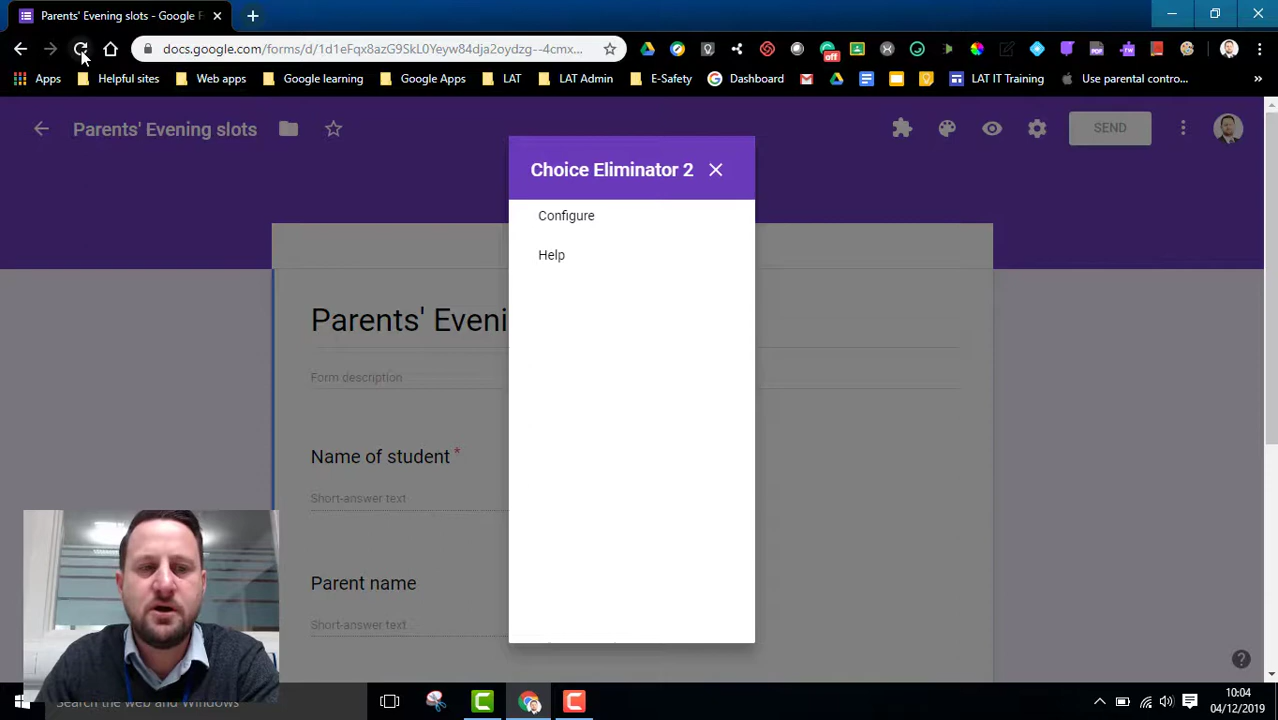 Parents' Evening slots - Google F
docs.google.com/forms/d/1d1eFqx8azG9SkL0Yeyw84dja2oydzg--4cmx...
off
Apps
Helpful sites
Web apps
Google learning
Google Apps
LAT
LAT Admin
E-Safety
Dashboard
LAT IT Training
Use parental contro...
»
Parents' Evening slots
SEND
Choice Eliminator 2
Configure
Help
Parents' Eveni
Form description
Name of student *
Short-answer text
Parent name
Short-answer text
Search the web and Windows
10:04
04/12/2019